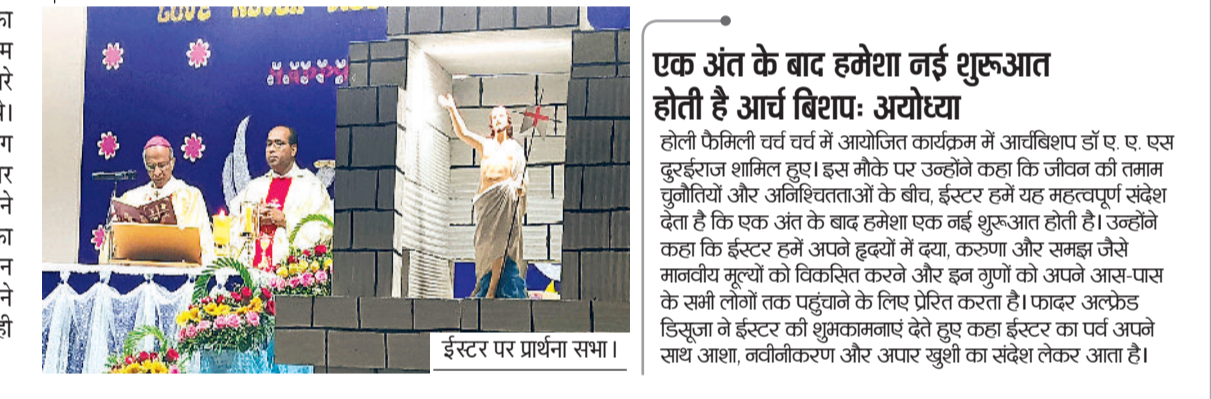 LOVE NEVER
HAPPY
ईस्टर पर प्रार्थना सभा।
एक अंत के बाद हमेशा नई शुरूआत
होती है आर्च बिशपः अयोध्या
होली फैमिली चर्च चर्च में आयोजित कार्यक्रम में आर्चबिशप डॉ ए. ए. एस
दुरईराज शामिल हुए। इस मौके पर उन्होंने कहा कि जीवन की तमाम
चुनौतियों और अनिश्चितताओं के बीच, ईस्टर हमें यह महत्वपूर्ण संदेश
देता है कि एक अंत के बाद हमेशा एक नई शुरूआत होती है। उन्होंने
कहा कि ईस्टर हमें अपने हृदयों में दया, करुणा और समझ जैसे
मानवीय मूल्यों को विकसित करने और इन गुणों को अपने आस-पास
के सभी लोगों तक पहुंचाने के लिए प्रेरित करता है। फादर अल्फ्रेड
डिसूजा ने ईस्टर की शुभकामनाएं देते हुए कहा ईस्टर का पर्व अपने
साथ आशा, नवीनीकरण और अपार खुशी का संदेश लेकर आता है।